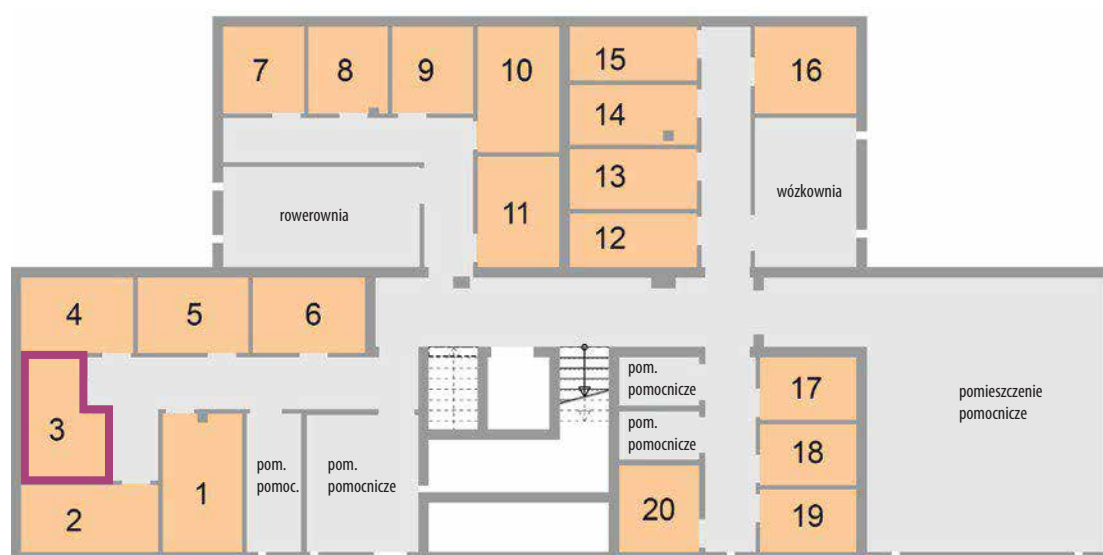 7
8
9
10
15
16
14
13
wózkownia
rowerownia
11
12
4
5
6
pom.
pomocnicze
17
pomieszczenie
pomocnicze
3
pom.
pomocnicze
18
pom.
pomoc.
pom.
pomocnicze
1
2
20
19